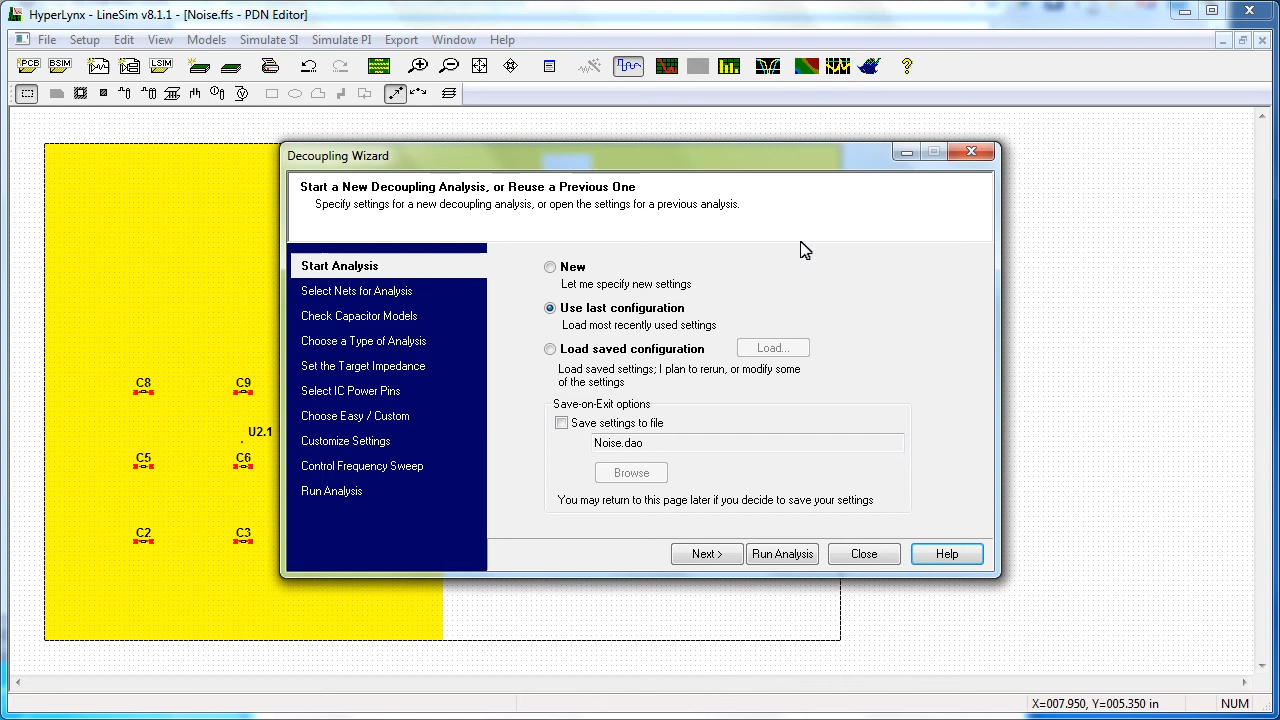 HyperLynx - LineSim v8.1.1 - [Noise.ffs - PDN Editor]
File Setup Edit View Models Simulate SI Simulate PI Export Window Help
PCB BSIM LSIM
Decoupling Wizard
Start a New Decoupling Analysis, or Reuse a Previous One
Specify settings for a new decoupling analysis, or open the settings for a previous analysis.
Start Analysis
Select Nets for Analysis
Check Capacitor Models
Choose a Type of Analysis
Set the Target Impedance
Select IC Power Pins
Choose Easy / Custom
Customize Settings
Control Frequency Sweep
Run Analysis
New
Let me specify new settings
Use last configuration
Load most recently used settings
Load saved configuration
Load...
Load saved settings; I plan to rerun, or modify some
of the settings
Save-on-Exit options
Save settings to file
Noise.dao
Browse
You may return to this page later if you decide to save your settings
Next > Run Analysis Close Help
C8 C9
U2.1
C5 C6
C2 C3
X=007.950, Y=005.350 in NUM